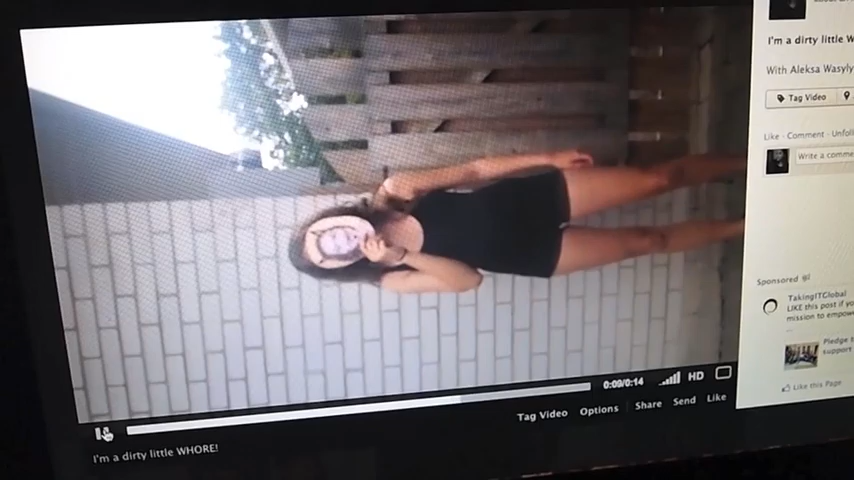 I'm a dirty little W
With Aleksa Wasyly
Tag Video
Like · Comment · Unfoll
Write a comme
Sponsored
TakingITGlobal
LIKE this post if yo
mission to empowe
Pledge
support
Like this Page
0:09/0:14
HD
Tag Video Options Share Send Like
I'm a dirty little WHORE!